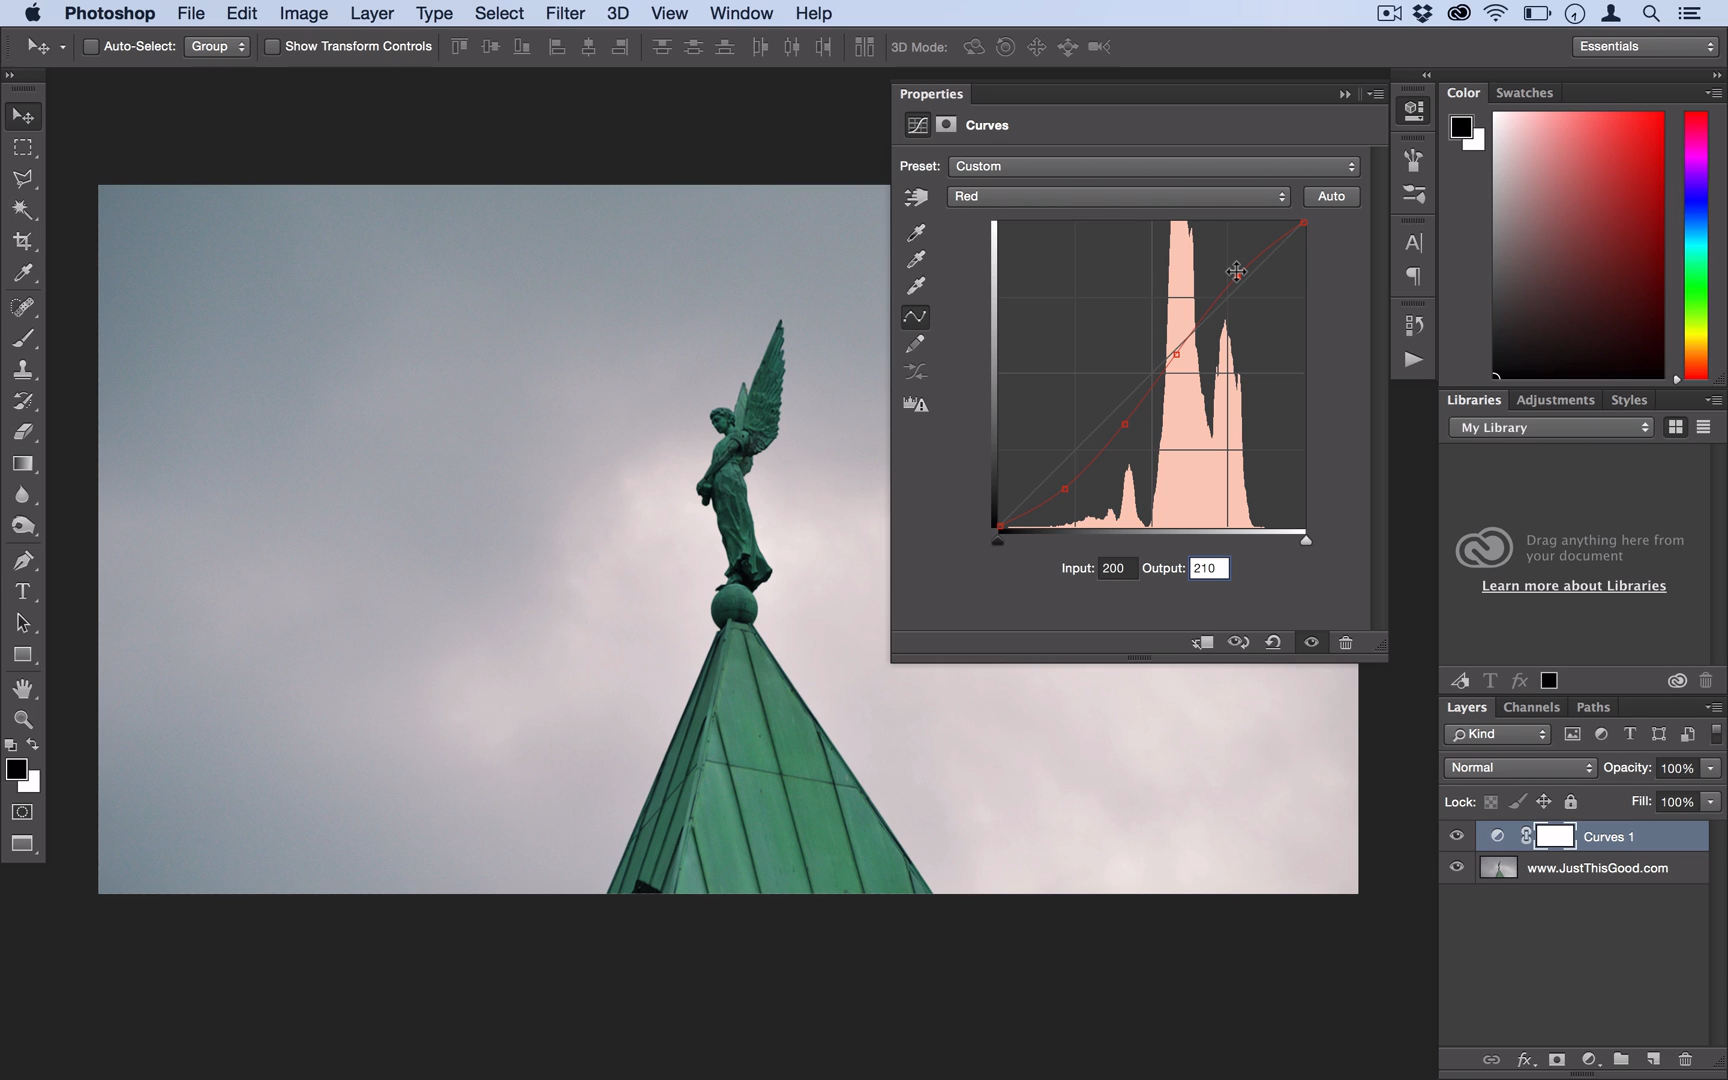 Photoshop File Edit Image Layer Type Select Filter 3D View Window Help
Auto-Select: Group Show Transform Controls 3D Mode: Essentials
Properties
Curves
Preset: Custom
Red Auto
Input: 200 Output: 210
Color Swatches
Libraries Adjustments Styles
My Library
Drag anything here from
your document
Learn more about Libraries
Layers Channels Paths
Kind
Normal Opacity: 100%
Lock: Fill: 100%
Curves 1
www.JustThisGood.com